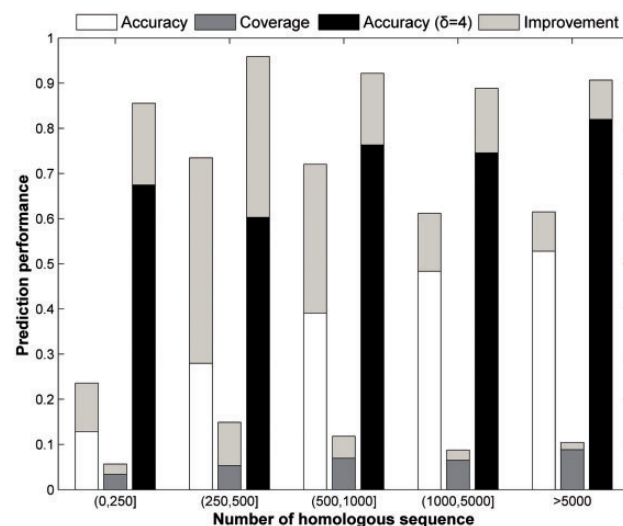 Accuracy Coverage Accuracy (δ=4) Improvement
1
0.9
0.8
0.7
0.6
0.5
0.4
0.3
0.2
0.1
0
Prediction performance
(0,250] (250,500] (500,1000] (1000,5000] >5000
Number of homologous sequence